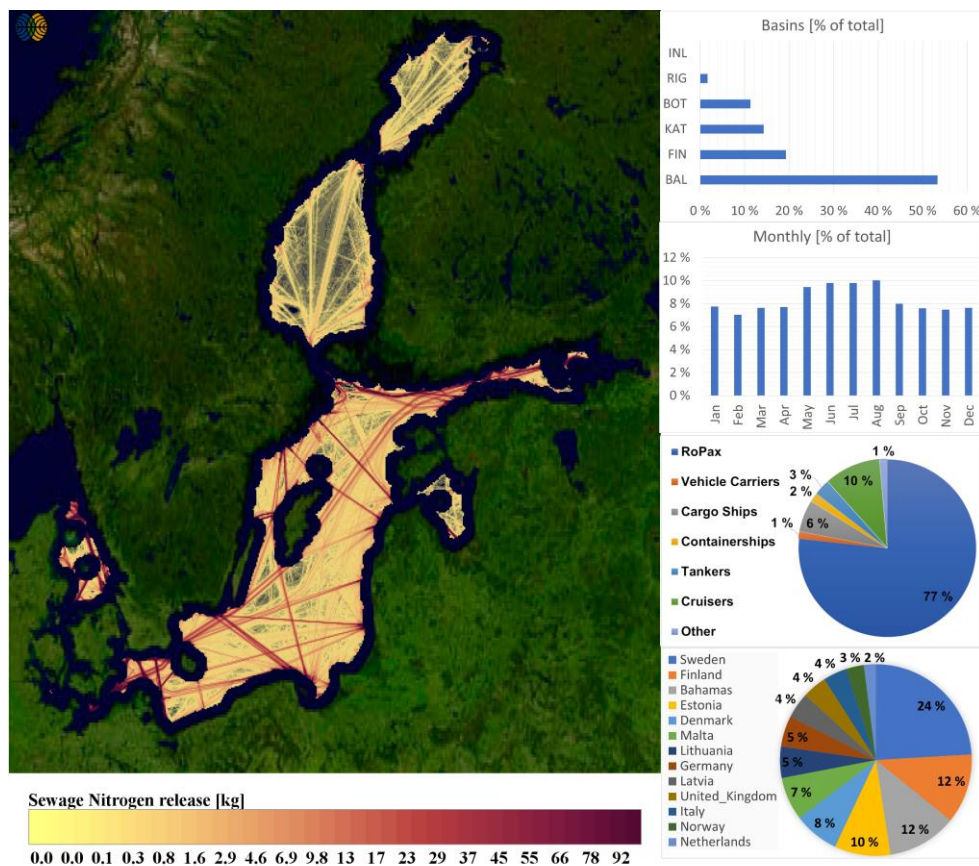 Basins [% of total]
INL
RIG
BOT
KAT
FIN
BAL
0 % 10 % 20 % 30 % 40 % 50 % 60 %
Monthly [% of total]
12 %
10 %
8 %
6 %
4 %
2 %
0 %
Jan Feb Mar Apr May Jun Jul Aug Sep Oct Nov Dec
RoPax
Vehicle Carriers
Cargo Ships
Containerships
Tankers
Cruisers
Other
1 %
10 %
3 %
2 %
6 %
1 %
77 %
Sweden
Finland
Bahamas
Estonia
Denmark
Malta
Lithuania
Germany
Latvia
United_Kingdom
Italy
Norway
Netherlands
24 %
12 %
12 %
10 %
8 %
7 %
5 %
5 %
4 %
4 %
4 %
3 %
2 %
Sewage Nitrogen release [kg]
0.0 0.0 0.1 0.3 0.8 1.6 2.9 4.6 6.9 9.8 13 17 23 29 37 45 55 66 78 92